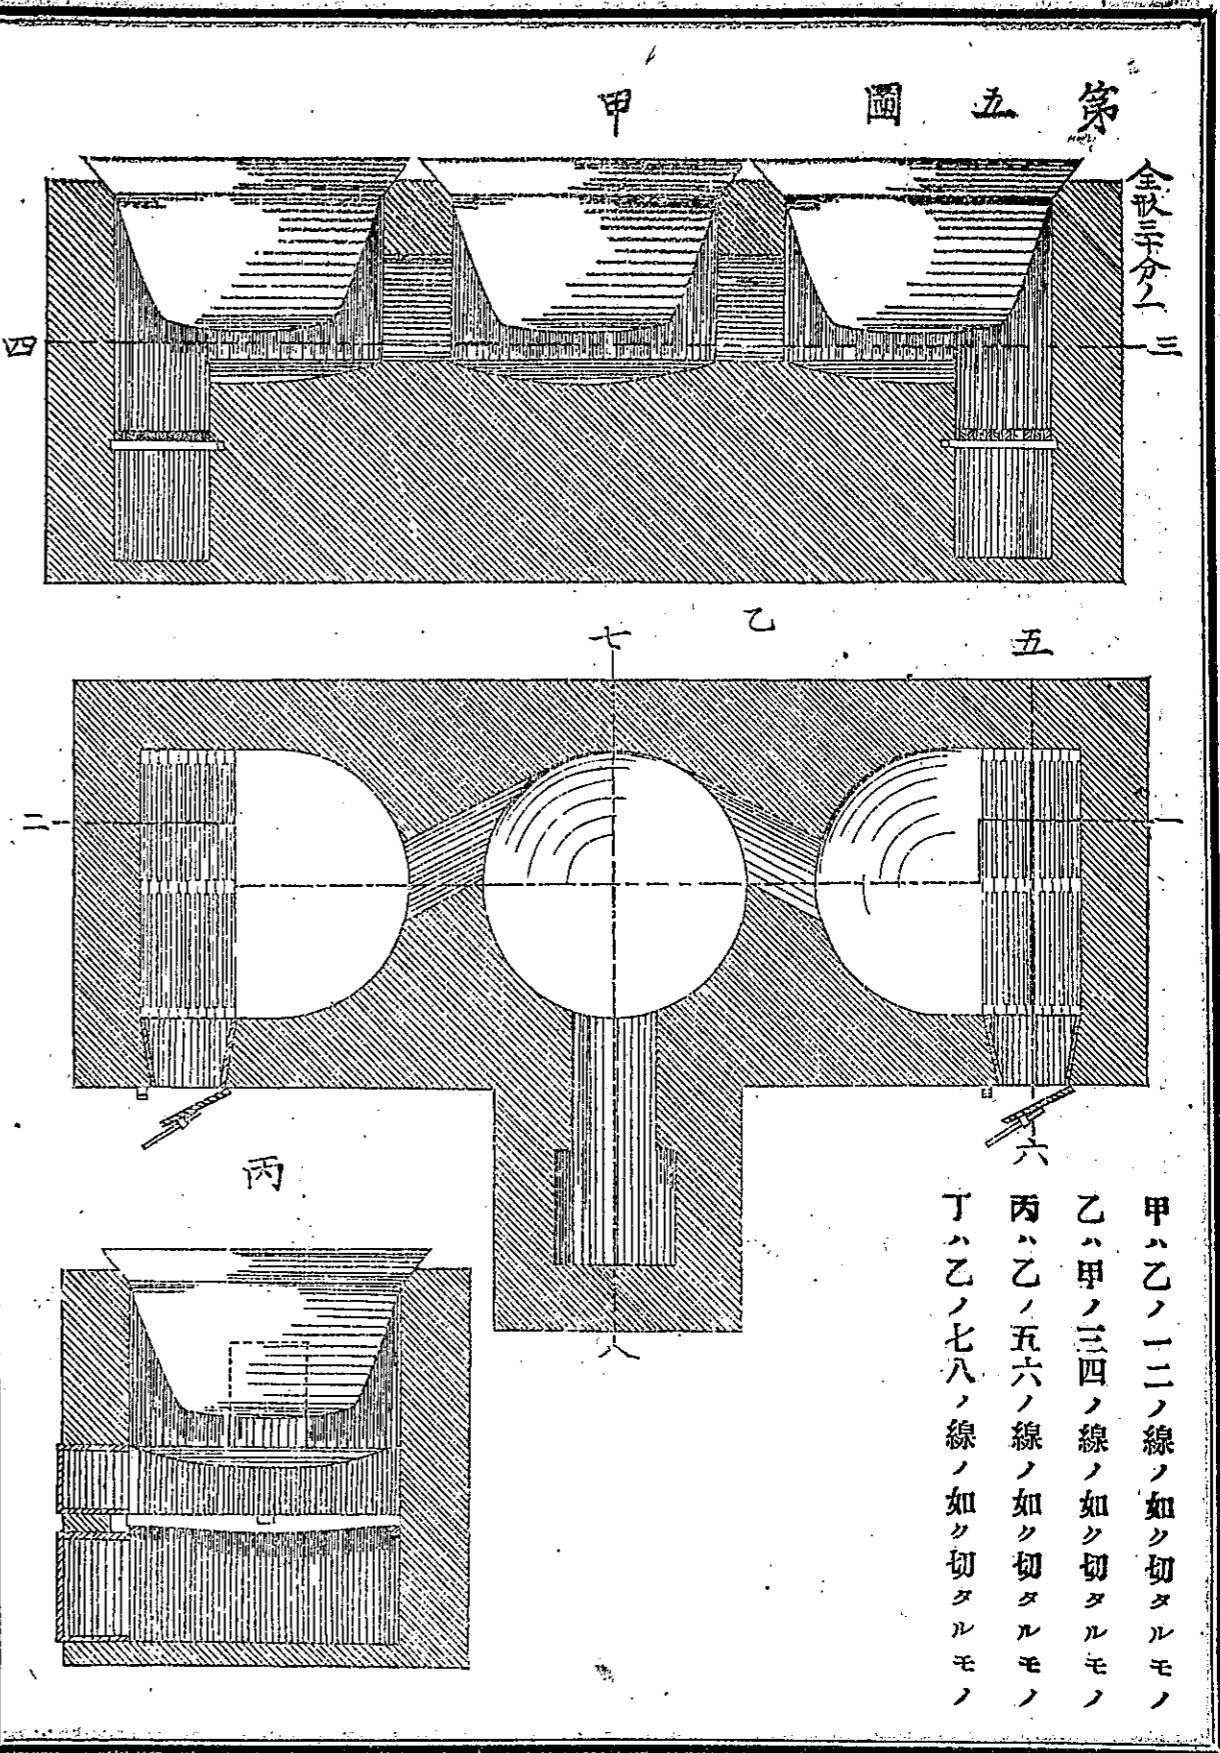 第五圖
全形三十分ノ一
甲
三
四
乙
五
七
一
二
六
八
丙
甲ハ乙ノ一二ノ線ノ如ク切タルモノ
乙ハ甲ノ三四ノ線ノ如ク切タルモノ
丙ハ乙ノ五六ノ線ノ如ク切タルモノ
丁ハ乙ノ七八ノ線ノ如ク切タルモノ